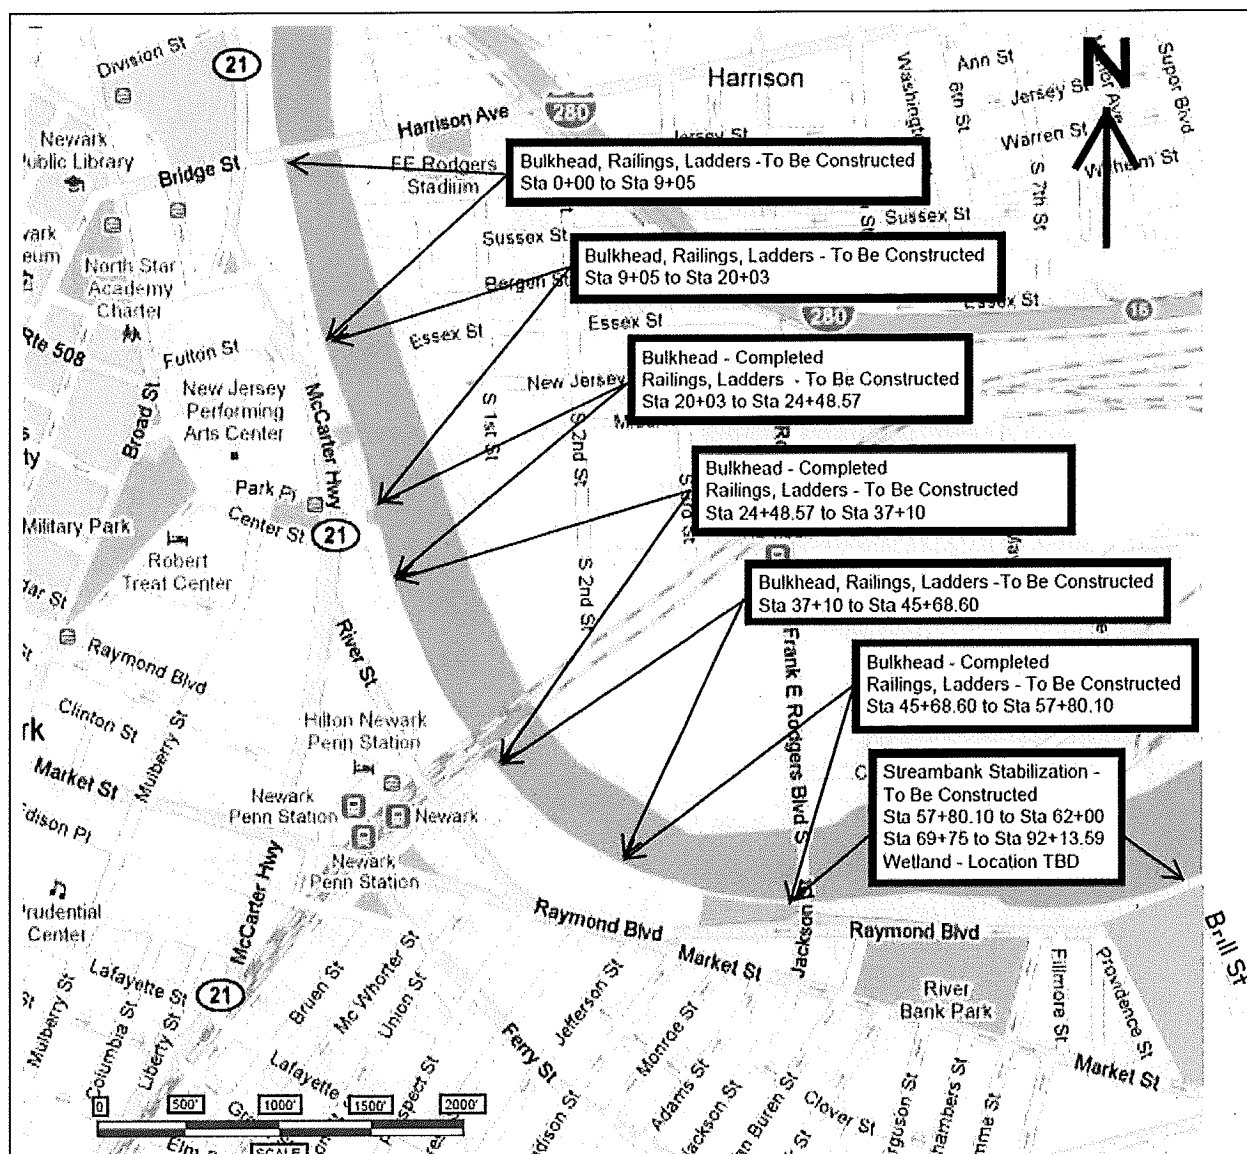 Division St
21
Harrison
280
Harrison Ave
Ann St
N
Supor Blvd
8th St
Jersey St
Jersey St
Warren St
Newark
Public Library
Bridge St
Bulkhead, Railings, Ladders -To Be Constructed
Sta 0+00 to Sta 9+05
Stadium
S 7th St
Sussex St
Sussex St
North Star
Academy
Charter
Bulkhead, Railings, Ladders - To Be Constructed
Sta 9+05 to Sta 20+03
Bergen St
Essex St
280
Essex St
Essex St
Rte 508
Fulton St
Broad St
New Jersey
Performing
Arts Center
McCarter Hwy
Bulkhead - Completed
Railings, Ladders - To Be Constructed
Sta 20+03 to Sta 24+48.57
New Jersey
S 1st St
S 2nd St
Bulkhead - Completed
Railings, Ladders - To Be Constructed
Sta 24+48.57 to Sta 37+10
Park Pl
Center St
21
Military Park
Robert
Treat Center
S 2nd St
Bulkhead, Railings, Ladders -To Be Constructed
Sta 37+10 to Sta 45+68.60
River St
Raymond Blvd
Frank E Rodgers Blvd S
Bulkhead - Completed
Railings, Ladders - To Be Constructed
Sta 45+68.60 to Sta 57+80.10
Clinton St
Mulberry St
Hilton Newark
Penn Station
Market St
Streambank Stabilization -
To Be Constructed
Sta 57+80.10 to Sta 62+00
Sta 69+75 to Sta 92+13.59
Wetland - Location TBD
Newark
Penn Station
Newark
Newark
Penn Station
McCarter Hwy
Center
Raymond Blvd
Market St
Jackson
Raymond Blvd
Brill St
Lafayette St
21
Mulberry St
Columbia St
Liberty St
Bruen St
Mc Whorter St
Union St
Jefferson St
River
Bank Park
Fillmore St
Providence St
Market St
Ferry St
Monroe St
Adams St
Clover St
Lafayette
0
500'
1000'
1500'
2000'
SCALE